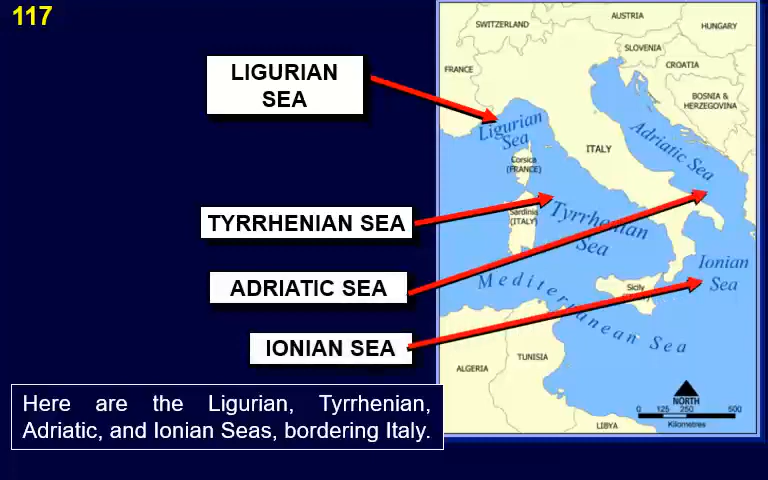 117
LIGURIAN
SEA
TYRRHENIAN SEA
ADRIATIC SEA
IONIAN SEA
Here are the Ligurian, Tyrrhenian,
Adriatic, and Ionian Seas, bordering Italy.
SWITZERLAND
AUSTRIA
HUNGARY
SLOVENIA
CROATIA
FRANCE
BOSNIA &
HERZEGOVINA
Ligurian
Sea
Adriatic Sea
ITALY
Corsica
(FRANCE)
Sardinia
(ITALY)
Tyrrhenian
Sea
Ionian
Sea
Sicily
Mediterranean Sea
ALGERIA
TUNISIA
LIBYA
NORTH
0 125 250 500
Kilometres